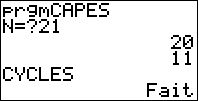 prgmCAPES
N=?21
20
11
CYCLES
Fait